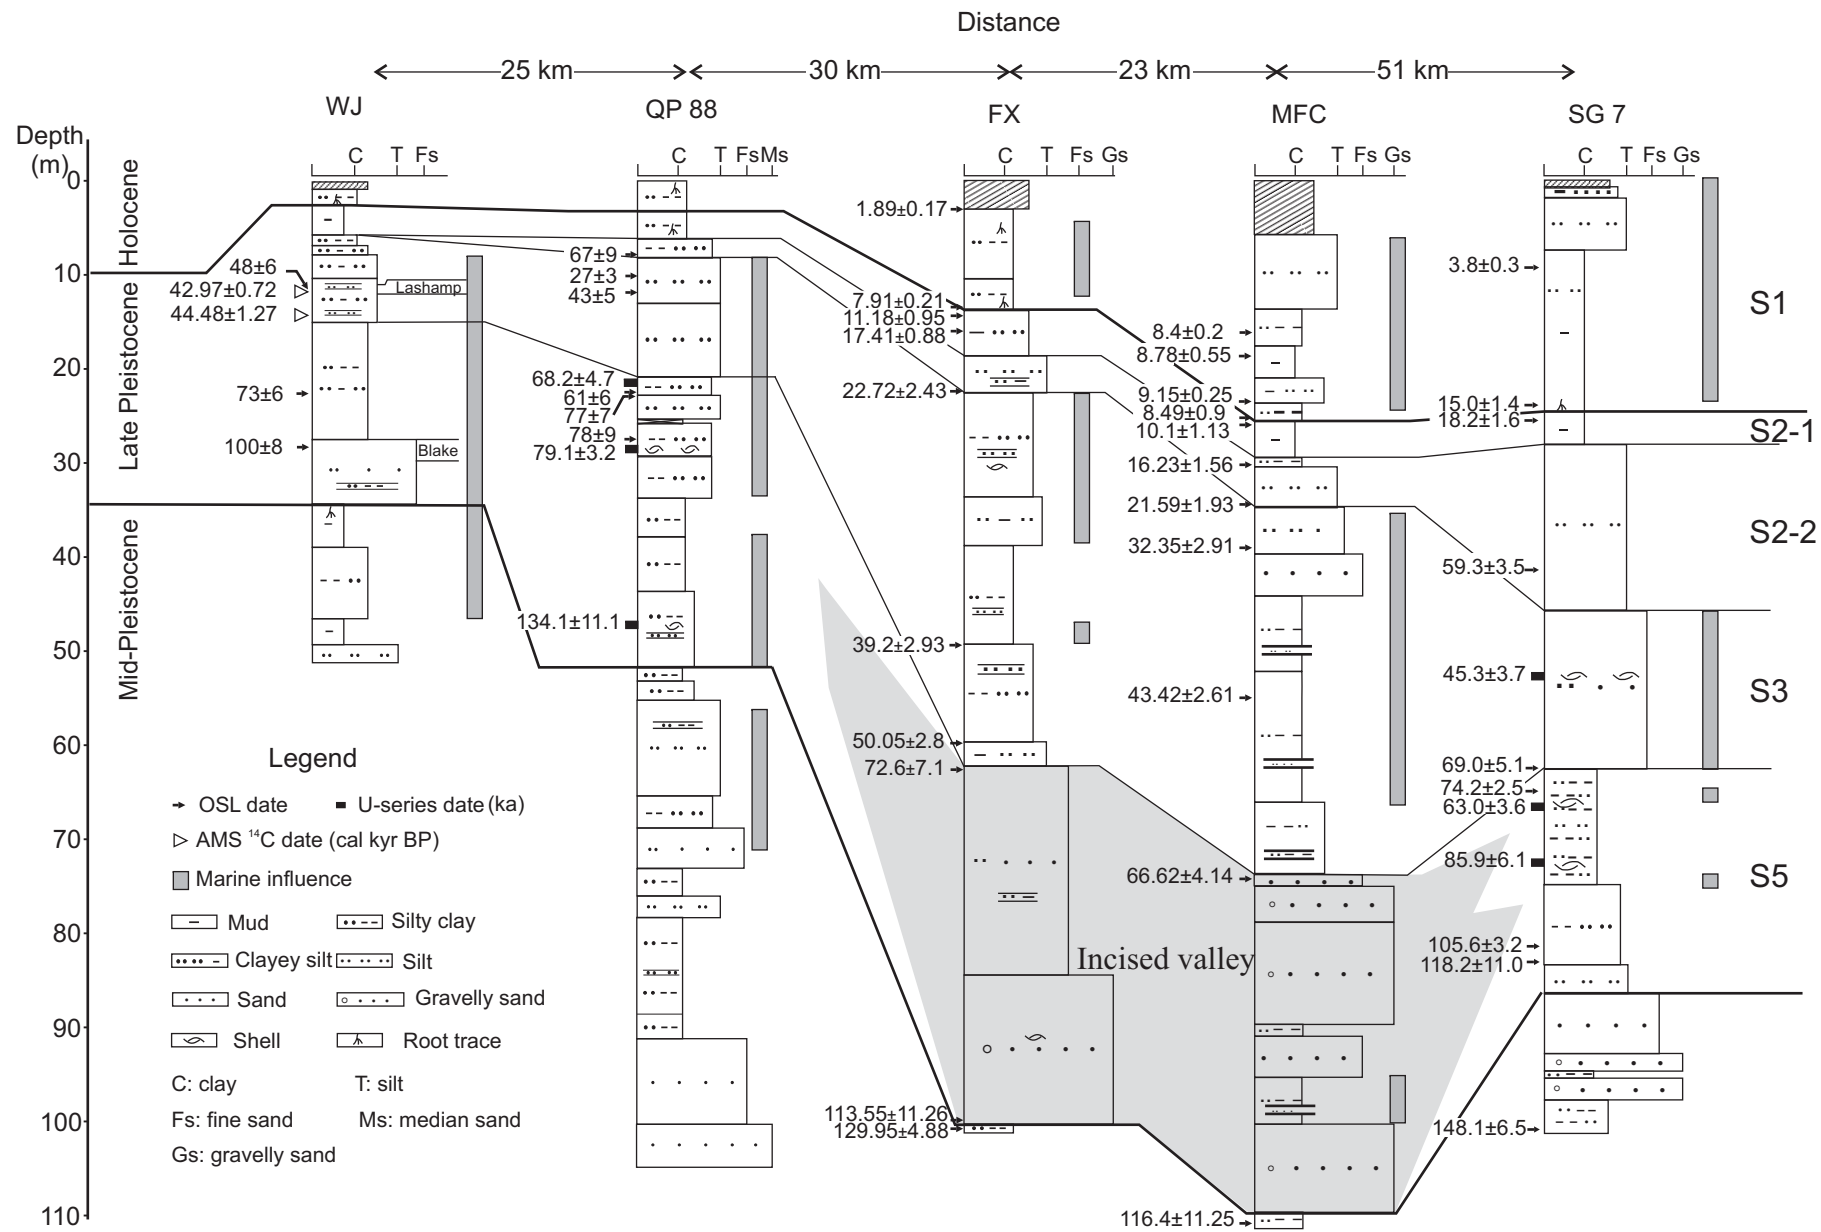 Distance
25 km
30 km
23 km
51 km
WJ
QP 88
FX
MFC
SG 7
Depth
(m)
C T Fs
C T Fs Ms
C T Fs Gs
C T Fs Gs
C T Fs Gs
0
10
20
30
40
50
60
70
80
90
100
110
Holocene
Late Pleistocene
Mid-Pleistocene
48±6
42.97±0.72
44.48±1.27
73±6
100±8
Lashamp
Blake
67±9
27±3
43±5
68.2±4.7
61±6
77±7
78±9
79.1±3.2
134.1±11.1
1.89±0.17
7.91±0.21
11.18±0.95
17.41±0.88
22.72±2.43
39.2±2.93
50.05±2.8
72.6±7.1
113.55±11.26
129.95±4.88
8.4±0.2
8.78±0.55
9.15±0.25
8.49±0.9
10.1±1.13
16.23±1.56
21.59±1.93
32.35±2.91
43.42±2.61
66.62±4.14
116.4±11.25
3.8±0.3
15.0±1.4
18.2±1.6
59.3±3.5
45.3±3.7
69.0±5.1
74.2±2.5
63.0±3.6
85.9±6.1
105.6±3.2
118.2±11.0
148.1±6.5
S1
S2-1
S2-2
S3
S5
Incised valley
Legend
OSL date
U-series date (ka)
AMS ¹⁴C date (cal kyr BP)
Marine influence
Mud
Silty clay
Clayey silt
Silt
Sand
Gravelly sand
Shell
Root trace
C: clay
T: silt
Fs: fine sand
Ms: median sand
Gs: gravelly sand